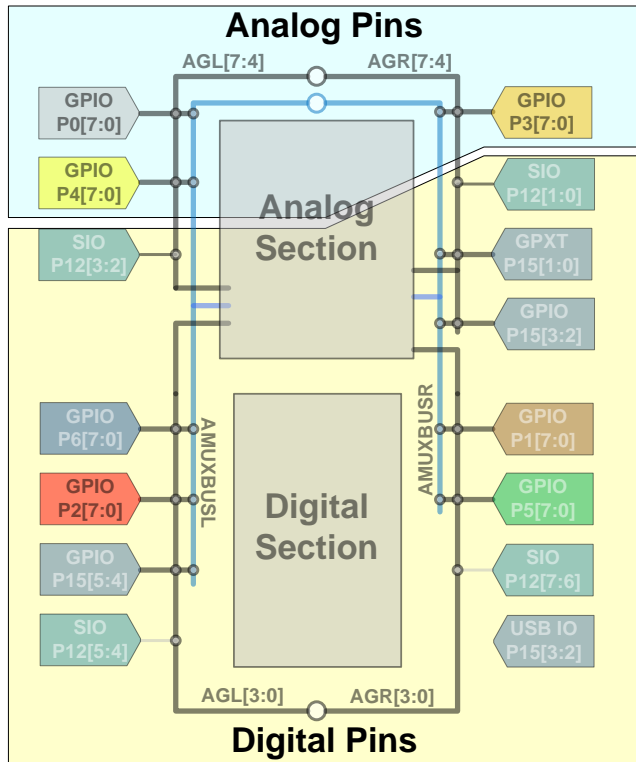 Analog Pins
AGL[7:4]
AGR[7:4]
GPIO
P0[7:0]
GPIO
P3[7:0]
GPIO
P4[7:0]
SIO
P12[1:0]
Analog
Section
SIO
P12[3:2]
GPXT
P15[1:0]
GPIO
P15[3:2]
AMUXBUSL
AMUXBUSR
GPIO
P6[7:0]
GPIO
P1[7:0]
GPIO
P2[7:0]
Digital
Section
GPIO
P5[7:0]
GPIO
P15[5:4]
SIO
P12[7:6]
SIO
P12[5:4]
USB IO
P15[3:2]
AGL[3:0]
AGR[3:0]
Digital Pins